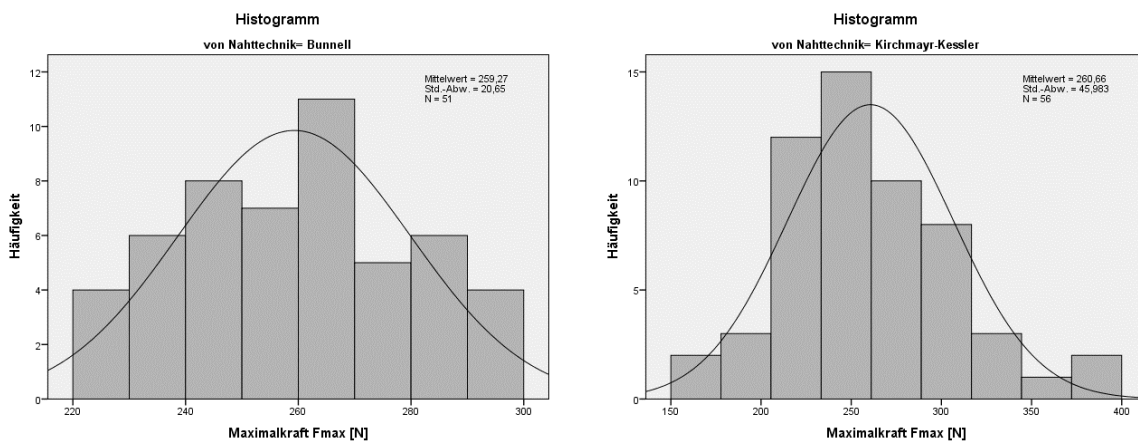 Histogramm
von Nahttechnik= Bunnell
Mittelwert = 259,27
Std.-Abw. = 20,65
N = 51
12
10
8
6
4
2
0
Häufigkeit
220
240
260
280
300
Maximalkraft Fmax [N]
Histogramm
von Nahttechnik= Kirchmayr-Kessler
Mittelwert = 260,66
Std.-Abw. = 45,983
N = 56
15
10
5
0
Häufigkeit
150
200
250
300
350
400
Maximalkraft Fmax [N]